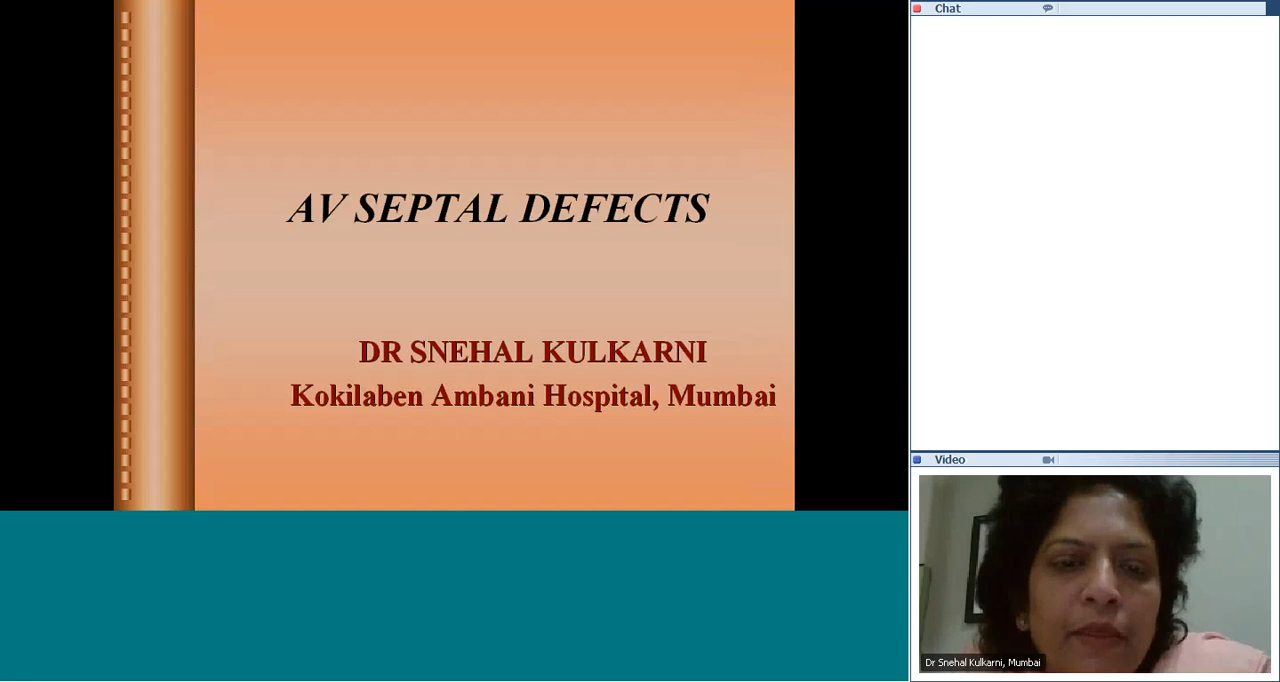 AV SEPTAL DEFECTS
DR SNEHAL KULKARNI
Kokilaben Ambani Hospital, Mumbai
Chat
Video
Dr Snehal Kulkarni, Mumbai